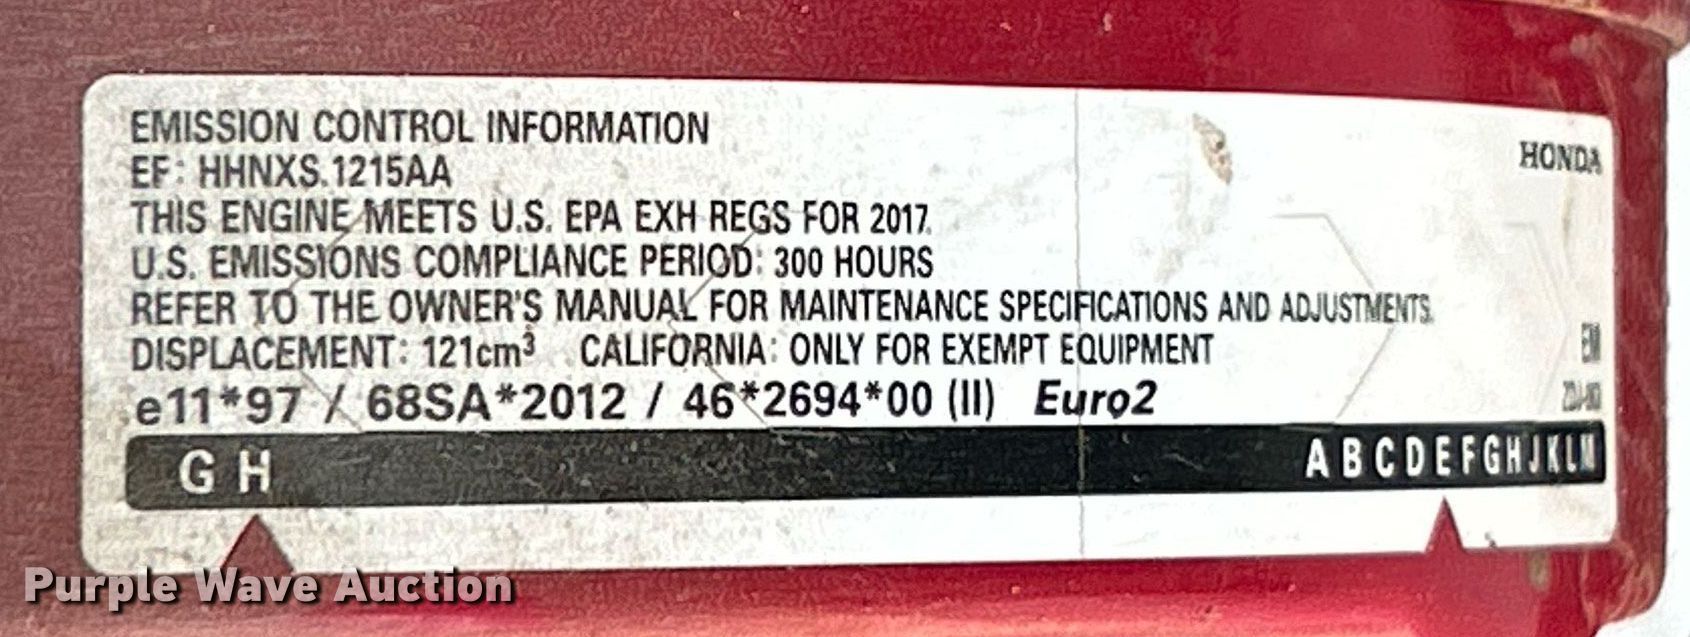 EMISSION CONTROL INFORMATION
EF: HHNXS.1215AA
HONDA
THIS ENGINE MEETS U.S. EPA EXH REGS FOR 2017.
U.S. EMISSIONS COMPLIANCE PERIOD: 300 HOURS
REFER TO THE OWNER'S MANUAL FOR MAINTENANCE SPECIFICATIONS AND ADJUSTMENTS.
DISPLACEMENT: 121cm³ CALIFORNIA: ONLY FOR EXEMPT EQUIPMENT
e11*97 / 68SA*2012 / 46*2694*00 (II) Euro2
G H
A B C D E F G H J K L M
Purple Wave Auction